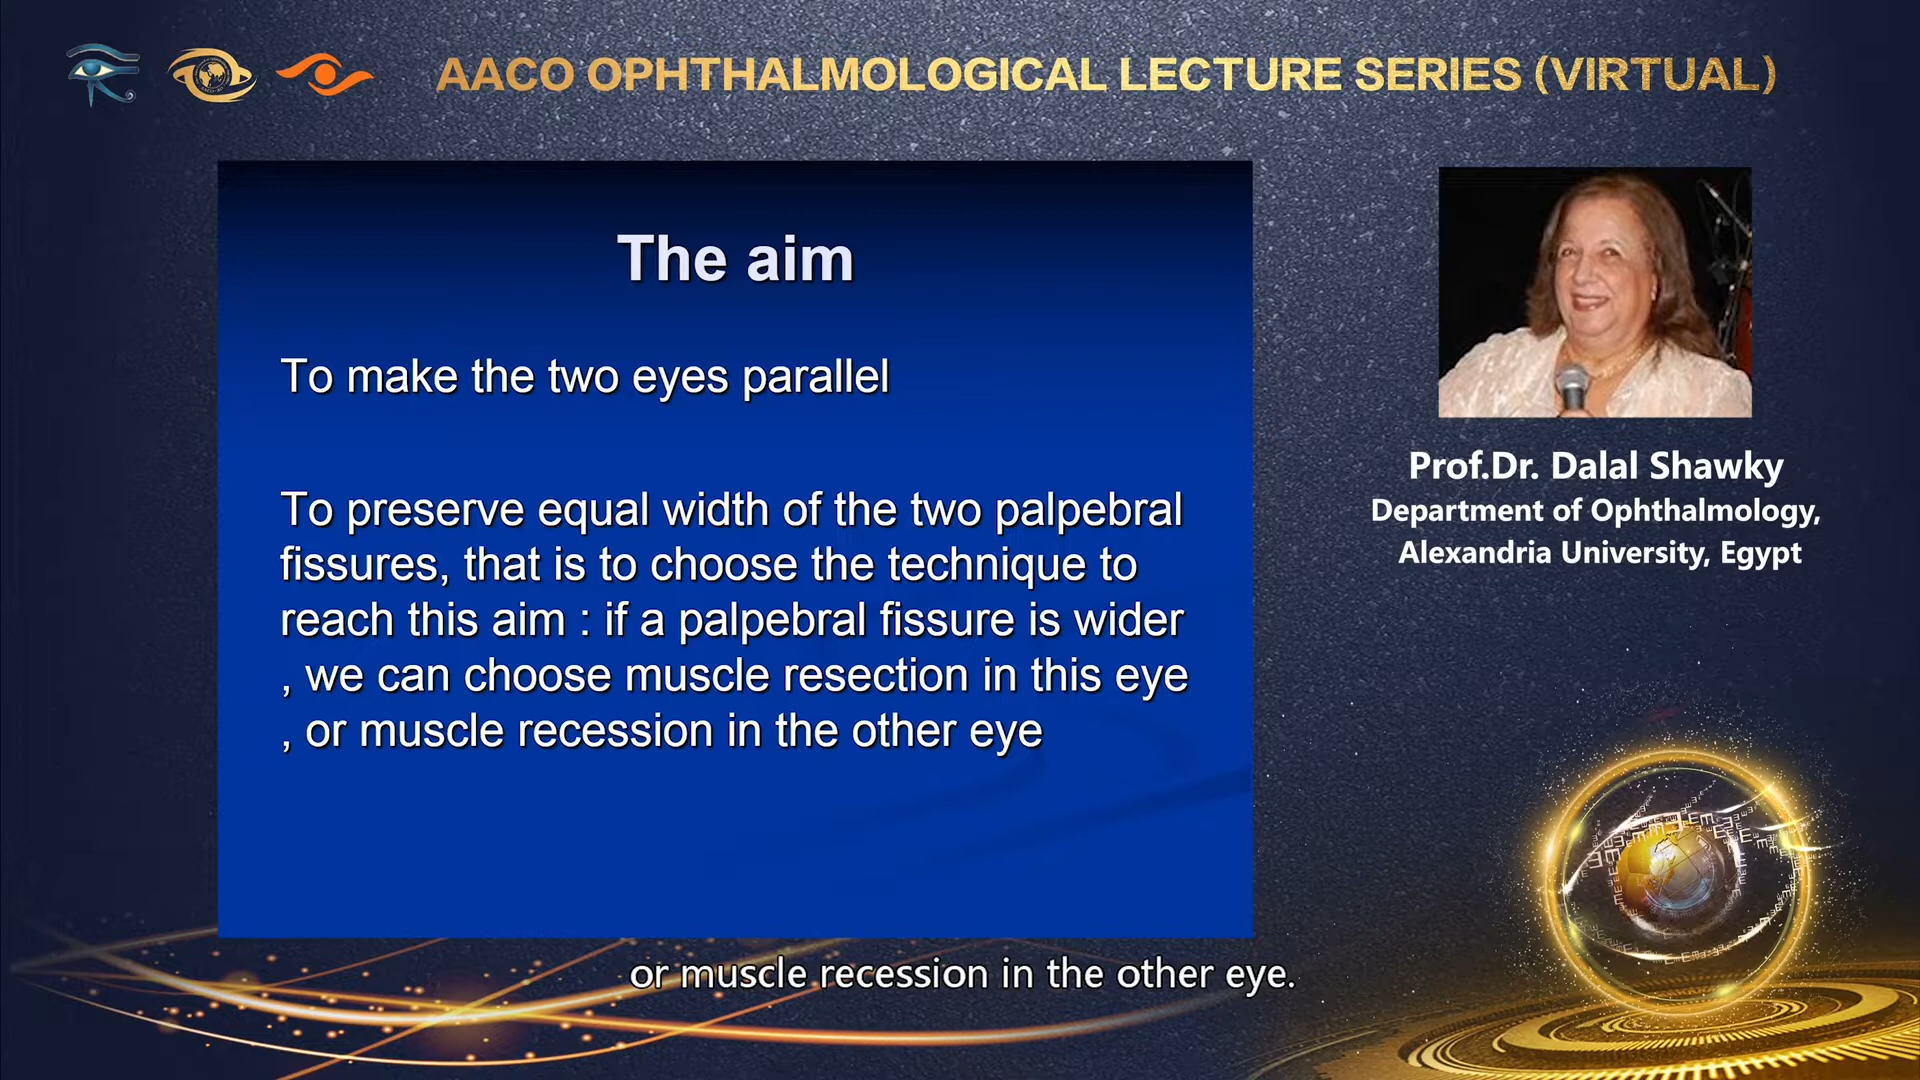 AACO OPHTHALMOLOGICAL LECTURE SERIES (VIRTUAL)
The aim
To make the two eyes parallel
To preserve equal width of the two palpebral
fissures, that is to choose the technique to
reach this aim : if a palpebral fissure is wider
, we can choose muscle resection in this eye
, or muscle recession in the other eye
Prof.Dr. Dalal Shawky
Department of Ophthalmology,
Alexandria University, Egypt
or muscle recession in the other eye.